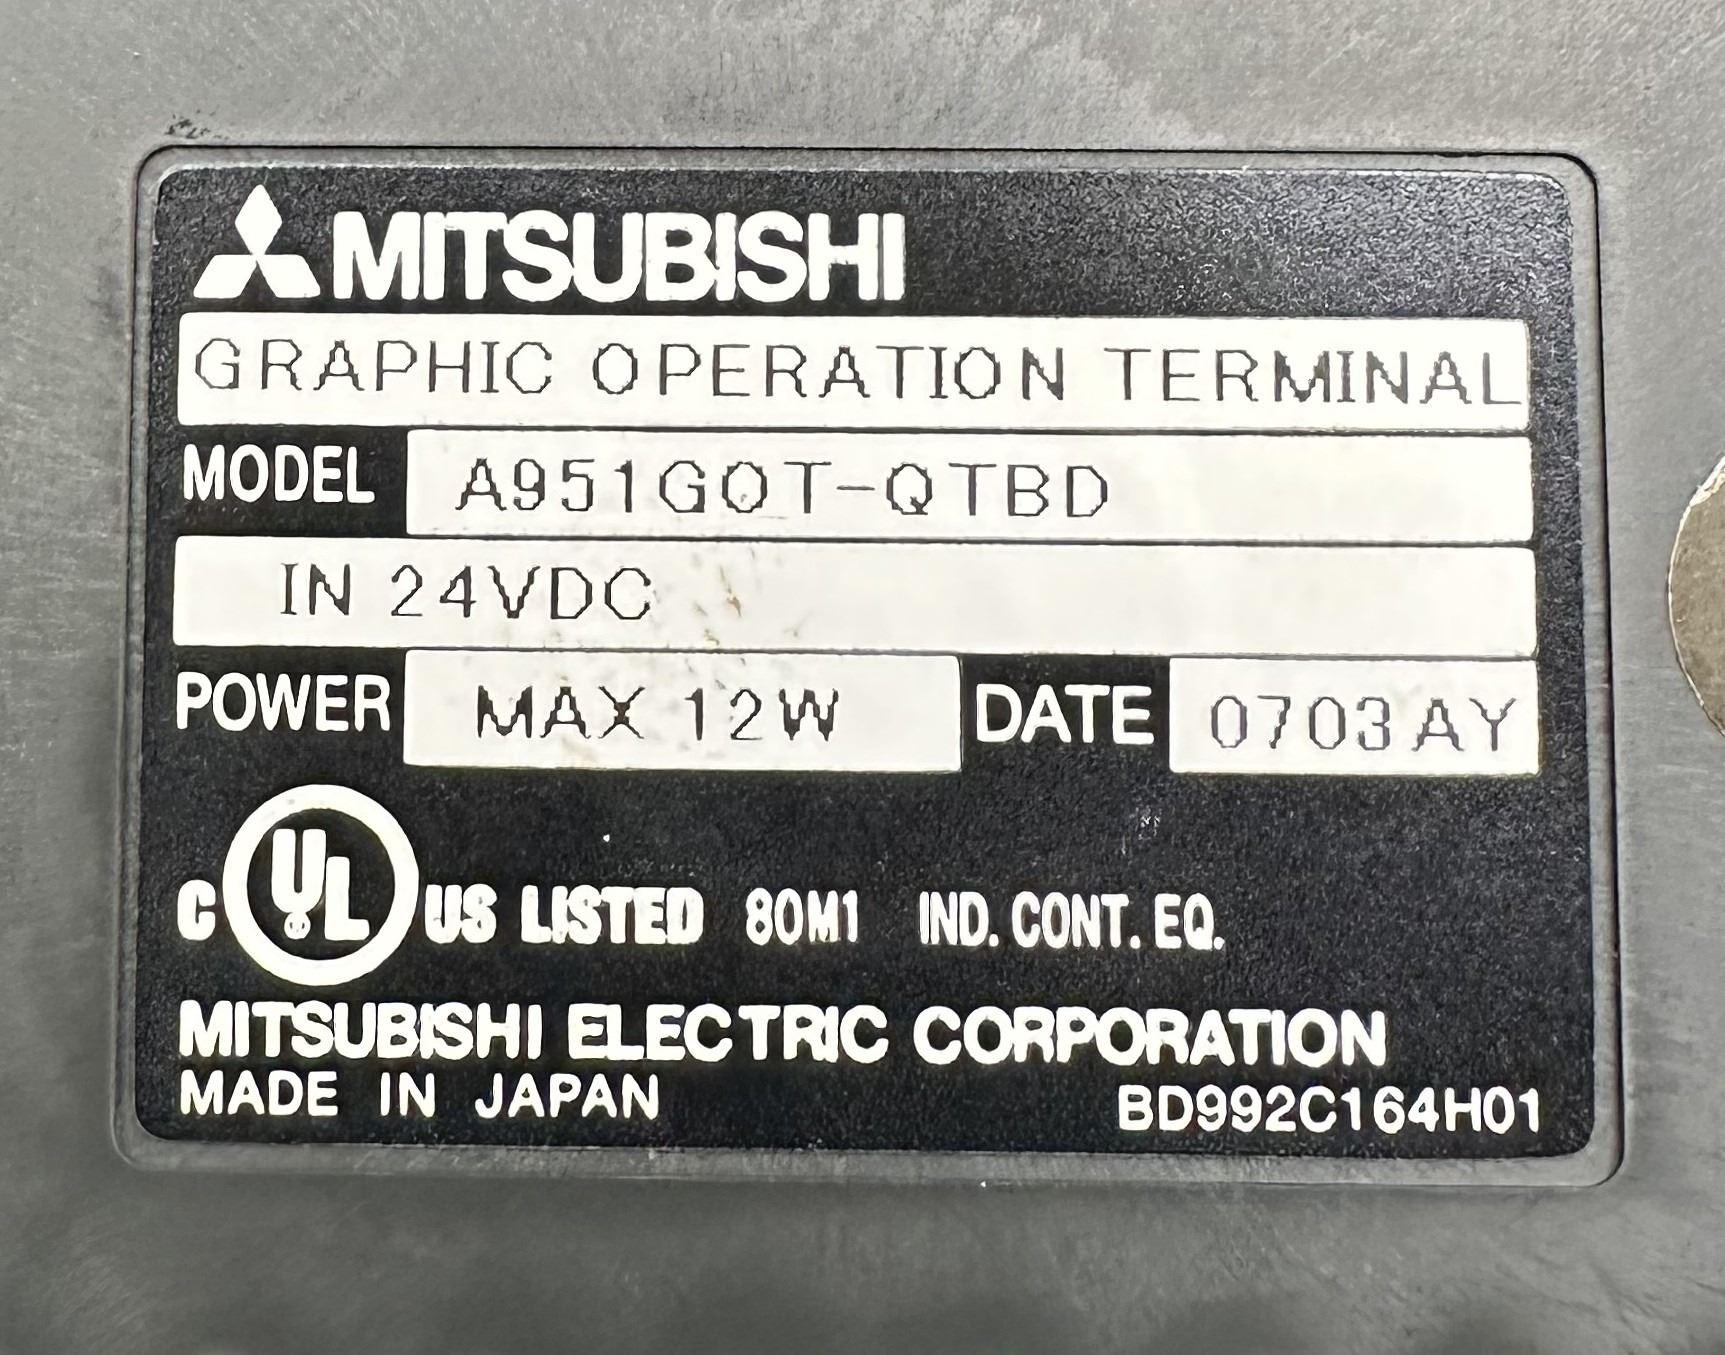 MITSUBISHI
GRAPHIC OPERATION TERMINAL
MODEL A951GOT-QTBD
IN 24VDC
POWER MAX 12W DATE 0703AY
C UL US LISTED 80M1 IND. CONT. EQ.
MITSUBISHI ELECTRIC CORPORATION
MADE IN JAPAN BD992C164H01